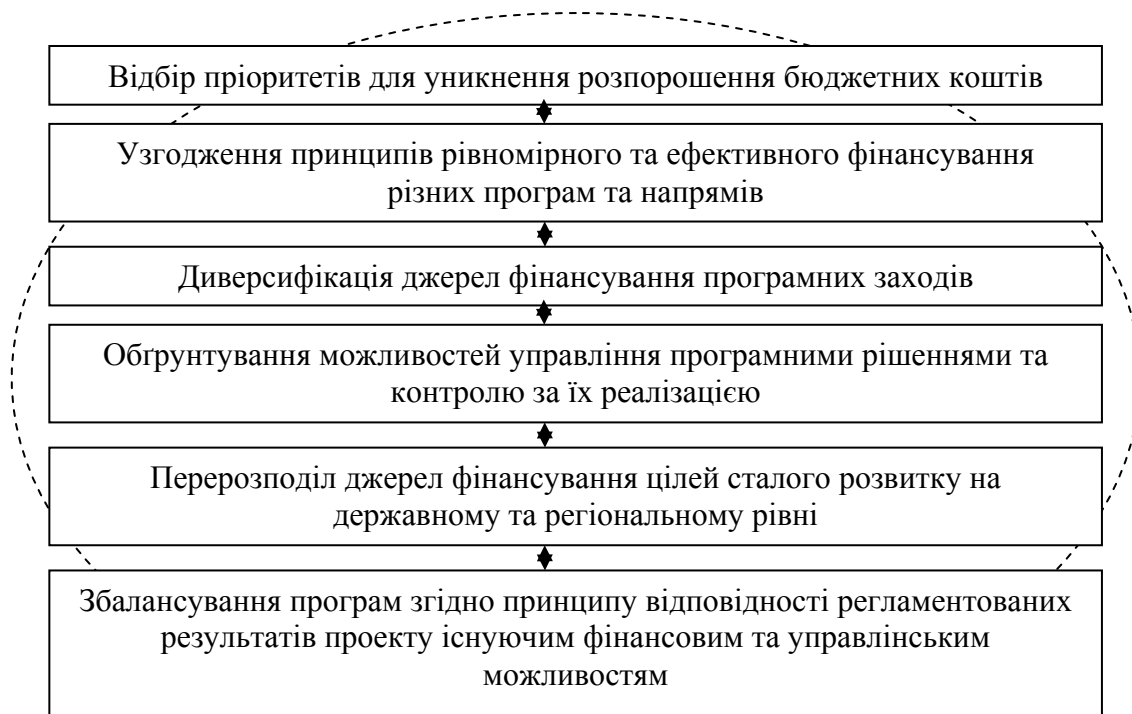 Відбір пріоритетів для уникнення розпорошення бюджетних коштів
Узгодження принципів рівномірного та ефективного фінансування
різних програм та напрямів
Диверсифікація джерел фінансування програмних заходів
Обґрунтування можливостей управління програмними рішеннями та
контролю за їх реалізацією
Перерозподіл джерел фінансування цілей сталого розвитку на
державному та регіональному рівні
Збалансування програм згідно принципу відповідності регламентованих
результатів проекту існуючим фінансовим та управлінським
можливостям